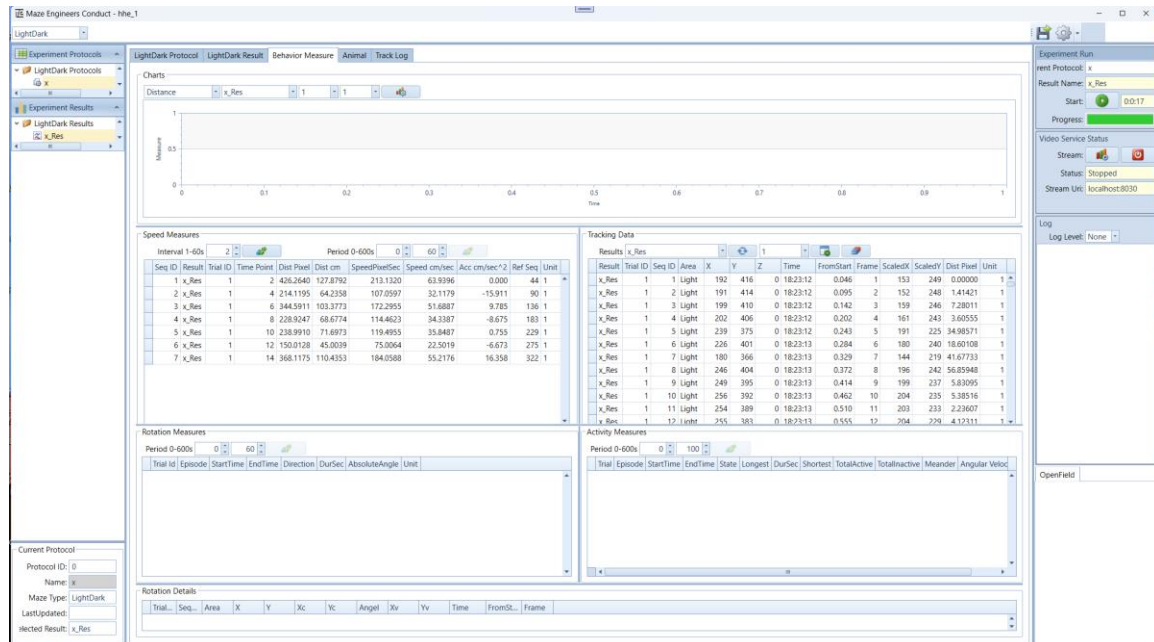 Maze Engineers Conduct - hhe_1
LightDark
Experiment Protocols
LightDark Protocols
x
Experiment Results
LightDark Results
x_Res
LightDark Protocol LightDark Result Behavior Measure Animal Track Log
Charts
Distance x_Res 1 1
Measure
1
0.5
0
0 0.1 0.2 0.3 0.4 0.5 0.6 0.7 0.8 0.9 1
Time
Speed Measures
Interval 1-60s 2 Period 0-600s 0 60
Seq ID Result Trial ID Time Point Dist Pixel Dist cm SpeedPixelSec Speed cm/sec Acc cm/sec^2 Ref Seq Unit
1 x_Res 1 2 426.2640 127.8792 213.1320 63.9396 0.000 44 1
2 x_Res 1 4 214.1195 64.2358 107.0597 32.1179 -15.911 90 1
3 x_Res 1 6 344.5911 103.3773 172.2955 51.6887 9.785 136 1
4 x_Res 1 8 228.9247 68.6774 114.4623 34.3387 -8.675 183 1
5 x_Res 1 10 238.9910 71.6973 119.4955 35.8487 0.755 229 1
6 x_Res 1 12 150.0128 45.0039 75.0064 22.5019 -6.673 275 1
7 x_Res 1 14 368.1175 110.4353 184.0588 55.2176 16.358 322 1
Tracking Data
Results x_Res 1
Result Trial ID Seq ID Area X Y Z Time FromStart Frame ScaledX ScaledY Dist Pixel Unit
x_Res 1 1 Light 192 416 0 18:23:12 0.046 1 153 249 0.00000 1
x_Res 1 2 Light 191 414 0 18:23:12 0.095 2 152 248 1.41421 1
x_Res 1 3 Light 199 410 0 18:23:12 0.142 3 159 246 7.28011 1
x_Res 1 4 Light 202 406 0 18:23:12 0.202 4 161 243 3.60555 1
x_Res 1 5 Light 239 375 0 18:23:12 0.243 5 191 225 34.98571 1
x_Res 1 6 Light 226 401 0 18:23:12 0.284 6 180 240 18.60108 1
x_Res 1 7 Light 180 366 0 18:23:13 0.329 7 144 219 41.67733 1
x_Res 1 8 Light 246 404 0 18:23:13 0.372 8 196 242 56.85948 1
x_Res 1 9 Light 249 395 0 18:23:13 0.414 9 199 237 5.83095 1
x_Res 1 10 Light 256 392 0 18:23:13 0.462 10 204 235 5.38516 1
x_Res 1 11 Light 254 389 0 18:23:13 0.510 11 203 233 2.23607 1
x_Res 1 12 Light 255 383 0 18:23:13 0.555 12 204 229 4.12311 1
Rotation Measures
Period 0-600s 0 60
Trial Id Episode StartTime EndTime Direction DurSec AbsoluteAngle Unit
Activity Measures
Period 0-600s 0 100
Trial Episode StartTime EndTime State Longest DurSec Shortest TotalActive TotalInactive Meander Angular Veloc
Rotation Details
Trial... Seq... Area X Y Xc Yc Angel Xv Yv Time FromSt... Frame
Current Protocol
Protocol ID: 0
Name: x
Maze Type: LightDark
LastUpdated:
elected Result: x_Res
Experiment Run
rent Protocol: x
Result Name: x_Res
Start: 0:0:17
Progress:
Video Service Status
Stream:
Status: Stopped
Stream Uri: localhost:8030
Log
Log Level: None
OpenField